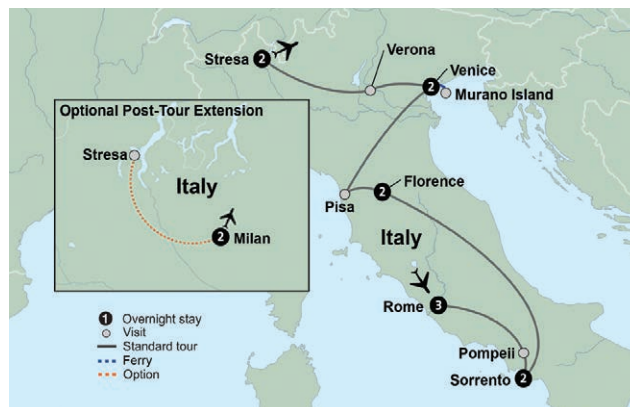 Stresa 2
Verona
2 Venice
Murano Island
Optional Post-Tour Extension
Stresa
Italy
2 Milan
2 Florence
Pisa
Italy
Rome 3
Pompeii
Sorrento 2
1 Overnight stay
Visit
Standard tour
Ferry
Option